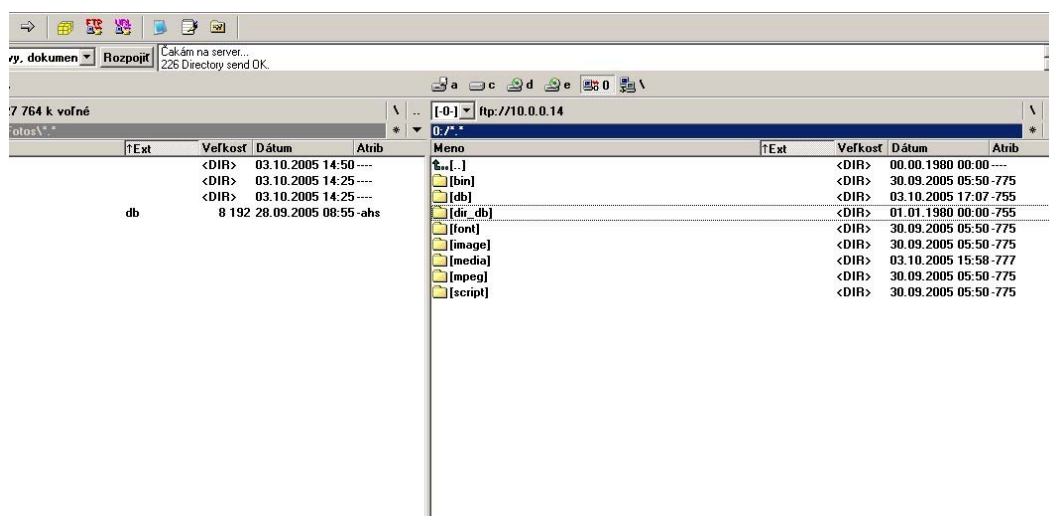 FTP URL
vy, dokumen Rozpojiť Čakám na server...
226 Directory send OK.
a c d e 0 \
7 764 k voľné \ .. [-0-] ftp://10.0.0.14 \
Fotos\*.* * 0:/*.* *
↑Ext Veľkosť Dátum Atrib Meno ↑Ext Veľkosť Dátum Atrib
<DIR> 03.10.2005 14:50 ---- [..] <DIR> 00.00.1980 00:00 ----
<DIR> 03.10.2005 14:25 ---- [bin] <DIR> 30.09.2005 05:50 -775
<DIR> 03.10.2005 14:25 ---- [db] <DIR> 03.10.2005 17:07 -755
db 8 192 28.09.2005 08:55 -ahs [dir_db] <DIR> 01.01.1980 00:00 -755
[font] <DIR> 30.09.2005 05:50 -775
[image] <DIR> 30.09.2005 05:50 -775
[media] <DIR> 03.10.2005 15:58 -777
[mpeg] <DIR> 30.09.2005 05:50 -775
[script] <DIR> 30.09.2005 05:50 -775